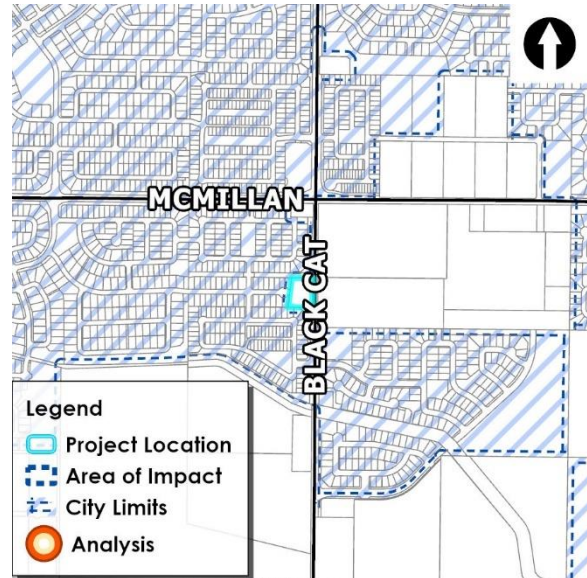 MCMILLAN
BLACK CAT
Legend
Project Location
Area of Impact
City Limits
Analysis